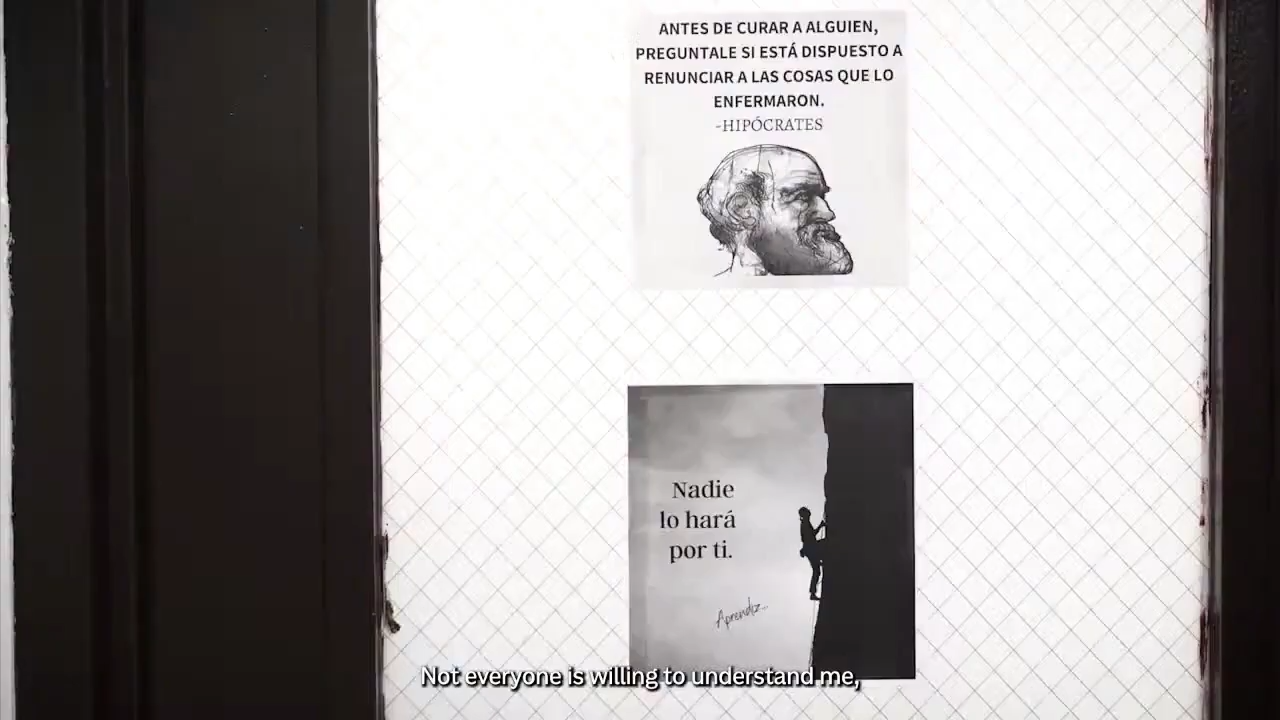 ANTES DE CURAR A ALGUIEN,
PREGUNTALE SI ESTÁ DISPUESTO A
RENUNCIAR A LAS COSAS QUE LO
ENFERMARON.
-HIPÓCRATES
Nadie
lo hará
por ti.
Aprendiz...
Not everyone is willing to understand me,